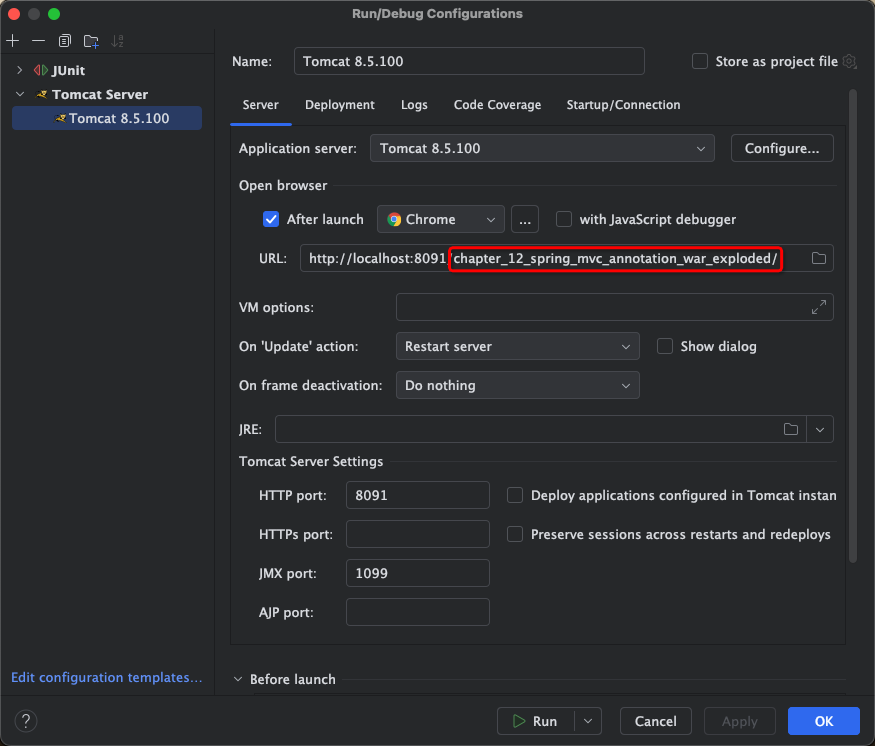 Run/Debug Configurations
JUnit
Tomcat Server
Tomcat 8.5.100
Name: Tomcat 8.5.100 Store as project file
Server Deployment Logs Code Coverage Startup/Connection
Application server: Tomcat 8.5.100 Configure...
Open browser
After launch Chrome ... with JavaScript debugger
URL: http://localhost:8091/chapter_12_spring_mvc_annotation_war_exploded/
VM options:
On 'Update' action: Restart server Show dialog
On frame deactivation: Do nothing
JRE:
Tomcat Server Settings
HTTP port: 8091 Deploy applications configured in Tomcat instan
HTTPs port: Preserve sessions across restarts and redeploys
JMX port: 1099
AJP port:
Edit configuration templates...
Before launch
? Run Cancel Apply OK